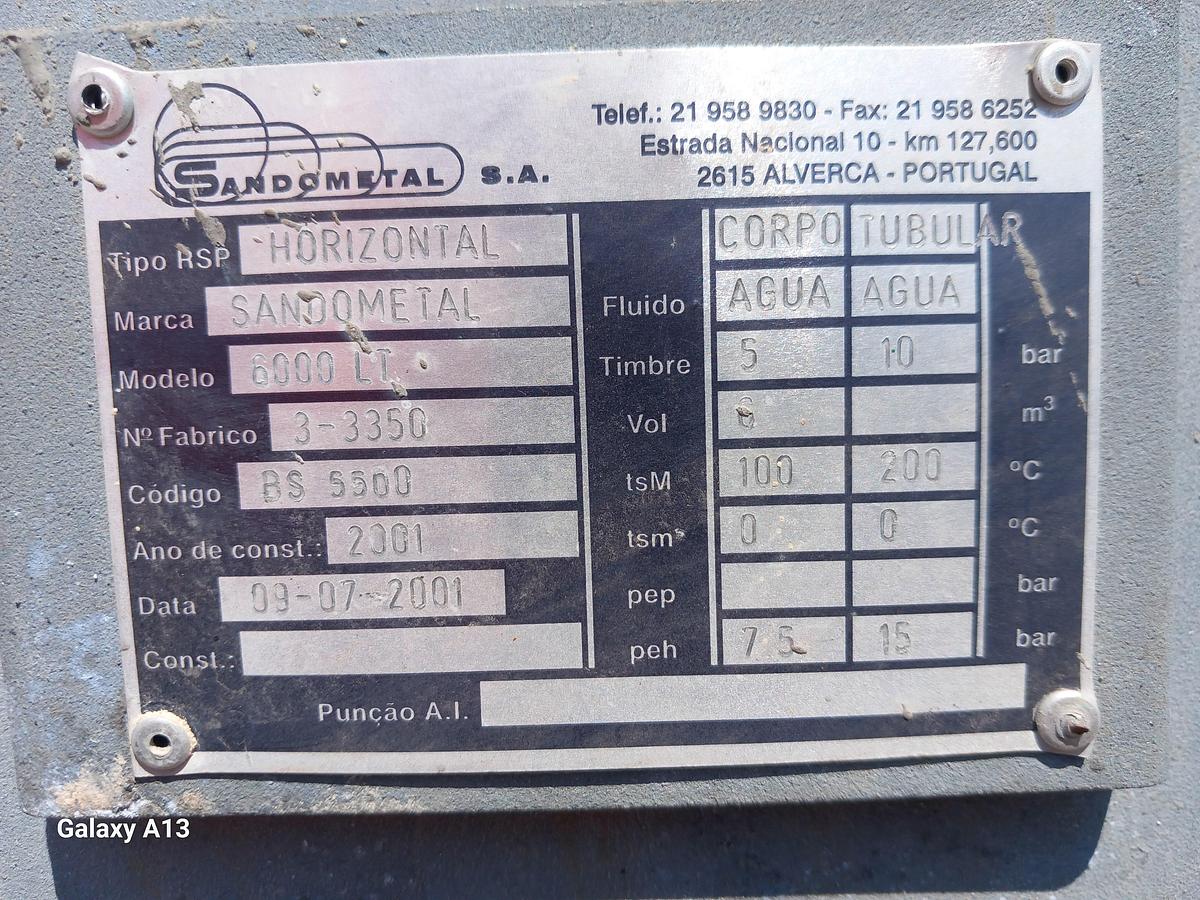 Telef.: 21 958 9830 - Fax: 21 958 6252
Estrada Nacional 10 - km 127,600
2615 ALVERCA - PORTUGAL
SANDOMETAL S.A.
Tipo RSP HORIZONTAL
Marca SANDOMETAL
Modelo 6000 LT.
Nº Fabrico 3-3350
Código BS 5500
Ano de const.: 2001
Data 09-07-2001
Const.:
CORPO TUBULAR
Fluido AGUA AGUA
Timbre 5 10 bar
Vol 6 m³
tsM 100 200 ºC
tsm 0 0 ºC
pep bar
peh 7.5 15 bar
Punção A.I.
Galaxy A13